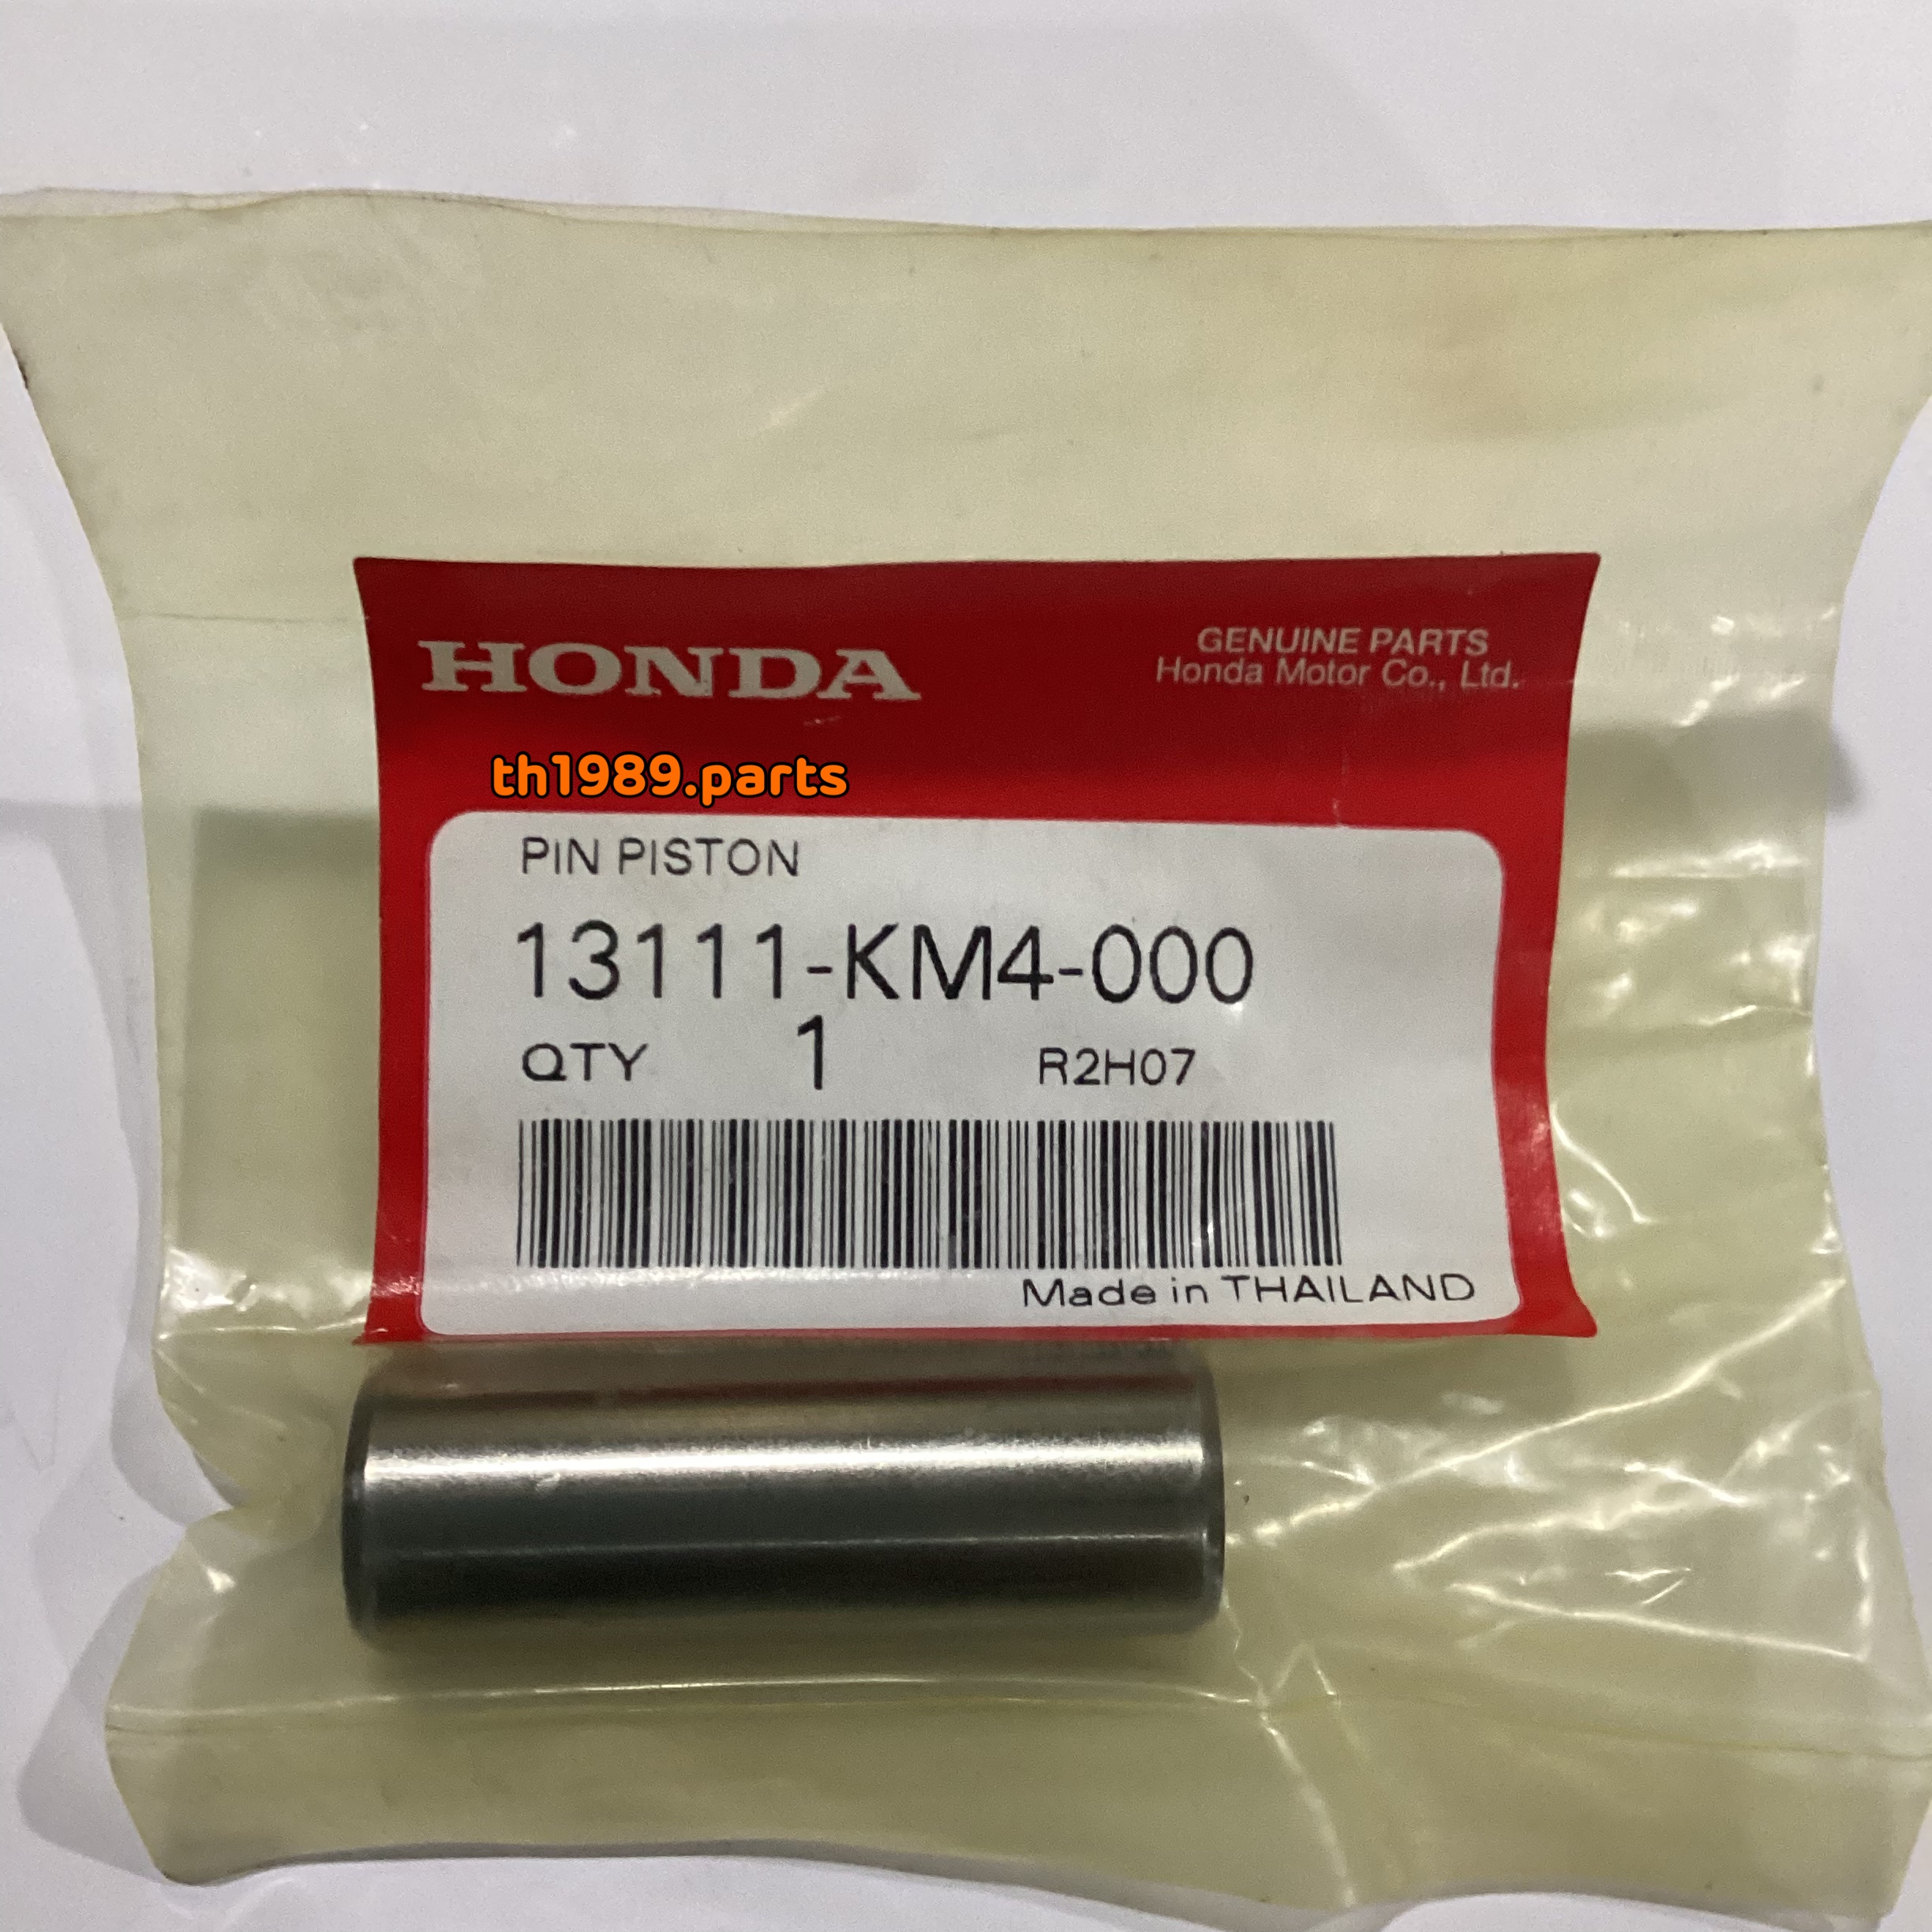 HONDA
GENUINE PARTS
Honda Motor Co., Ltd.
th1989.parts
PIN PISTON
13111-KM4-000
QTY 1 R2H07
Made in THAILAND